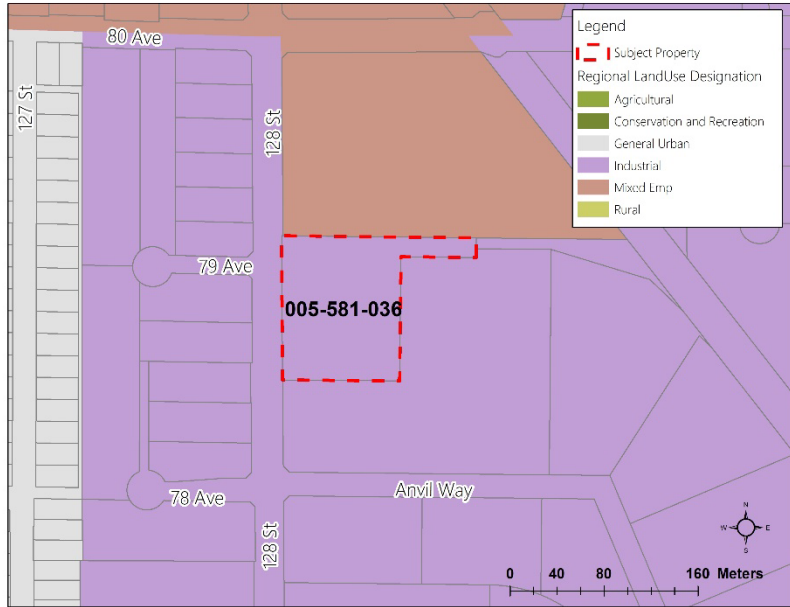 80 Ave
127 St
128 St
79 Ave
005-581-036
78 Ave
Anvil Way
128 St
Legend
Subject Property
Regional LandUse Designation
Agricultural
Conservation and Recreation
General Urban
Industrial
Mixed Emp
Rural
N
W
E
S
0 40 80 160 Meters